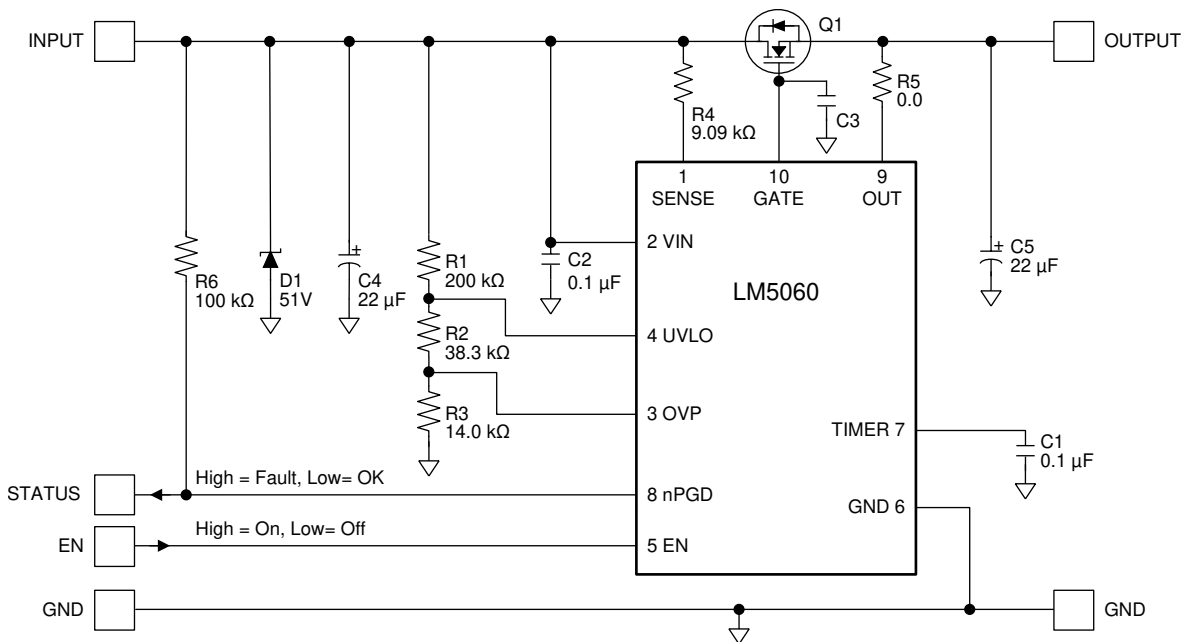 INPUT
Q1
OUTPUT
R4
9.09 kΩ
C3
R5
0.0
1
SENSE
10
GATE
9
OUT
R6
100 kΩ
D1
51V
+
C4
22 µF
R1
200 kΩ
C2
0.1 µF
2 VIN
LM5060
+
C5
22 µF
R2
38.3 kΩ
4 UVLO
R3
14.0 kΩ
3 OVP
TIMER 7
C1
0.1 µF
STATUS
High = Fault, Low= OK
8 nPGD
GND 6
EN
High = On, Low= Off
5 EN
GND
GND